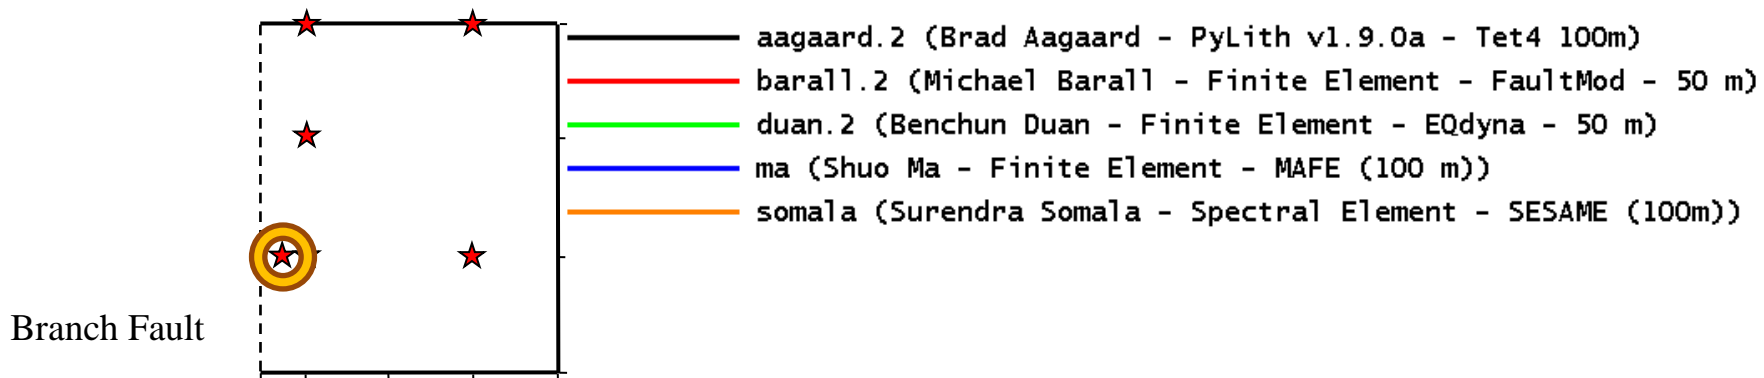 aagaard.2 (Brad Aagaard - PyLith v1.9.0a - Tet4 100m)
barall.2 (Michael Barall - Finite Element - FaultMod - 50 m)
duan.2 (Benchun Duan - Finite Element - EQdyna - 50 m)
ma (Shuo Ma - Finite Element - MAFE (100 m))
somala (Surendra Somala - Spectral Element - SESAME (100m))
Branch Fault